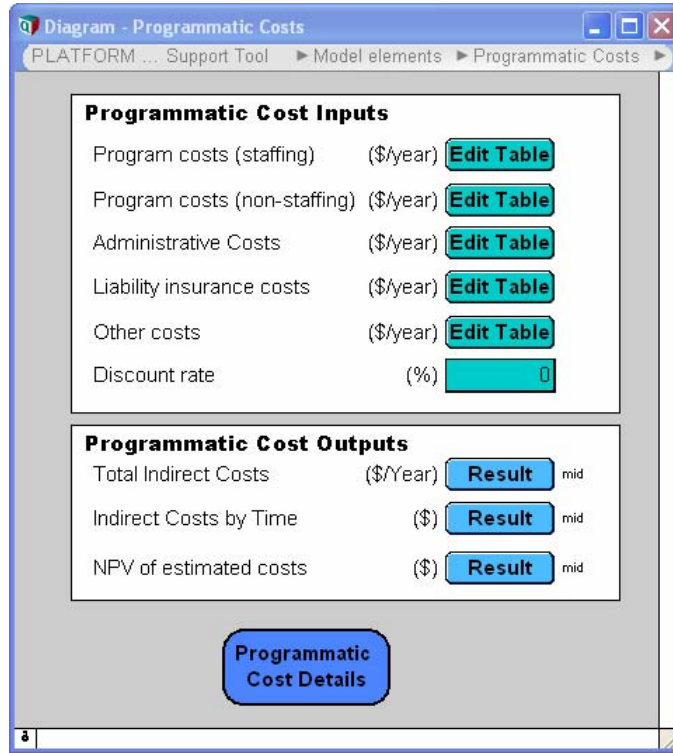 Diagram - Programmatic Costs
PLATFORM ... Support Tool ▶ Model elements ▶ Programmatic Costs ▶
Programmatic Cost Inputs
Program costs (staffing) ($/year) Edit Table
Program costs (non-staffing) ($/year) Edit Table
Administrative Costs ($/year) Edit Table
Liability insurance costs ($/year) Edit Table
Other costs ($/year) Edit Table
Discount rate (%) 0
Programmatic Cost Outputs
Total Indirect Costs ($/Year) Result mid
Indirect Costs by Time ($) Result mid
NPV of estimated costs ($) Result mid
Programmatic
Cost Details